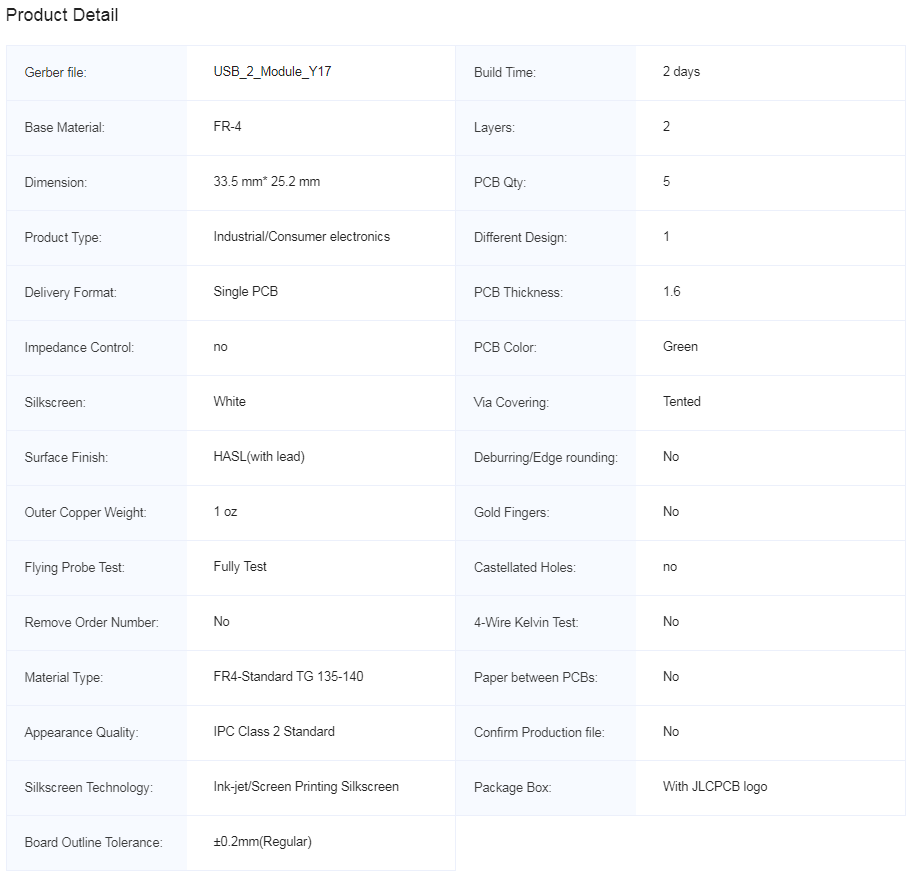 Product Detail
Gerber file: USB_2_Module_Y17 Build Time: 2 days
Base Material: FR-4 Layers: 2
Dimension: 33.5 mm* 25.2 mm PCB Qty: 5
Product Type: Industrial/Consumer electronics Different Design: 1
Delivery Format: Single PCB PCB Thickness: 1.6
Impedance Control: no PCB Color: Green
Silkscreen: White Via Covering: Tented
Surface Finish: HASL(with lead) Deburring/Edge rounding: No
Outer Copper Weight: 1 oz Gold Fingers: No
Flying Probe Test: Fully Test Castellated Holes: no
Remove Order Number: No 4-Wire Kelvin Test: No
Material Type: FR4-Standard TG 135-140 Paper between PCBs: No
Appearance Quality: IPC Class 2 Standard Confirm Production file: No
Silkscreen Technology: Ink-jet/Screen Printing Silkscreen Package Box: With JLCPCB logo
Board Outline Tolerance: ±0.2mm(Regular)